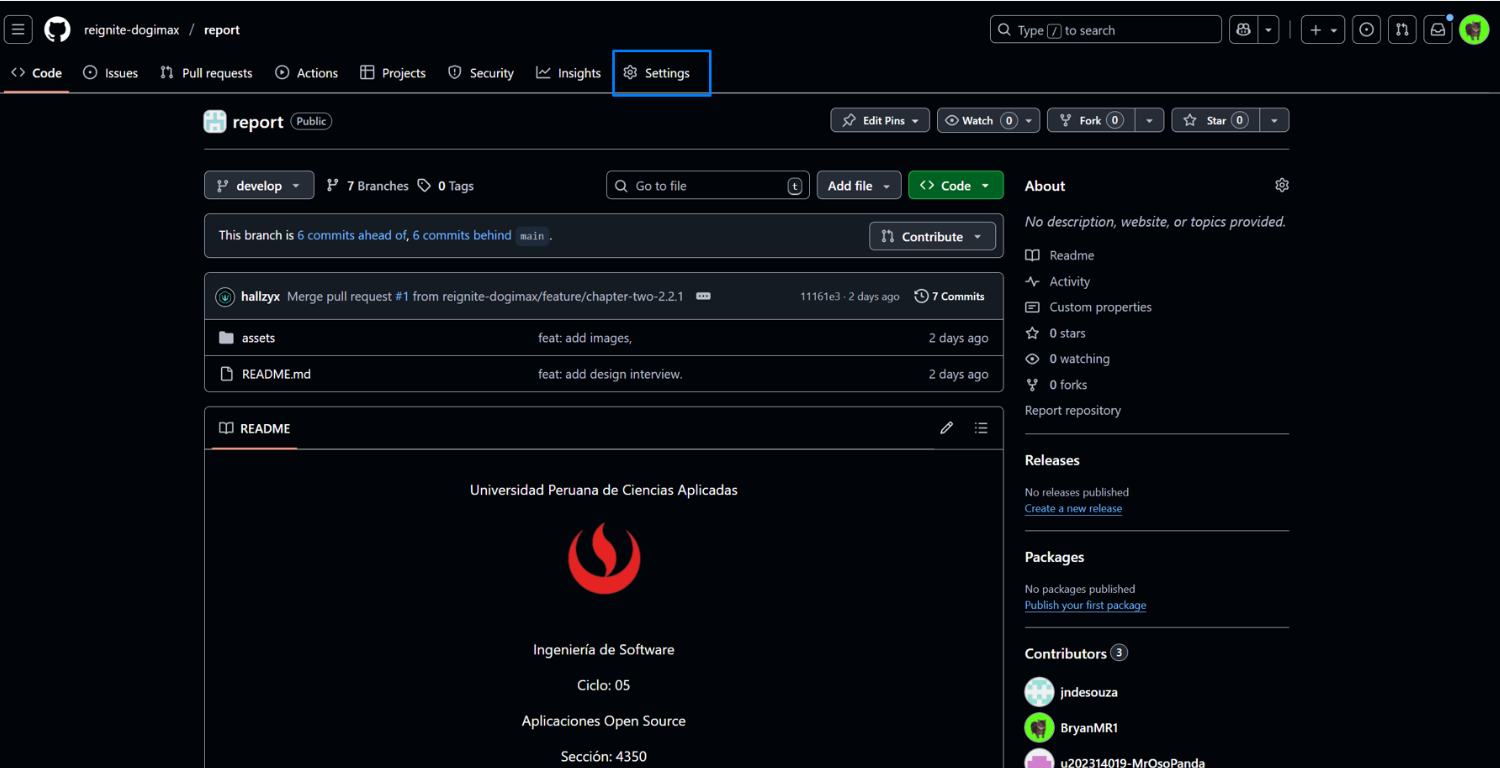 reignite-dogimax / report
Type / to search
Code Issues Pull requests Actions Projects Security Insights Settings
report Public
Edit Pins Watch 0 Fork 0 Star 0
develop 7 Branches 0 Tags
Go to file t Add file Code
This branch is 6 commits ahead of, 6 commits behind main .
Contribute
hallzyx Merge pull request #1 from reignite-dogimax/feature/chapter-two-2.2.1 11161e3 · 2 days ago 7 Commits
assets feat: add images, 2 days ago
README.md feat: add design interview. 2 days ago
README
Universidad Peruana de Ciencias Aplicadas
Ingeniería de Software
Ciclo: 05
Aplicaciones Open Source
Sección: 4350
About
No description, website, or topics provided.
Readme
Activity
Custom properties
0 stars
0 watching
0 forks
Report repository
Releases
No releases published
Create a new release
Packages
No packages published
Publish your first package
Contributors 3
jndesouza
BryanMR1
u202314019-MrOsoPanda